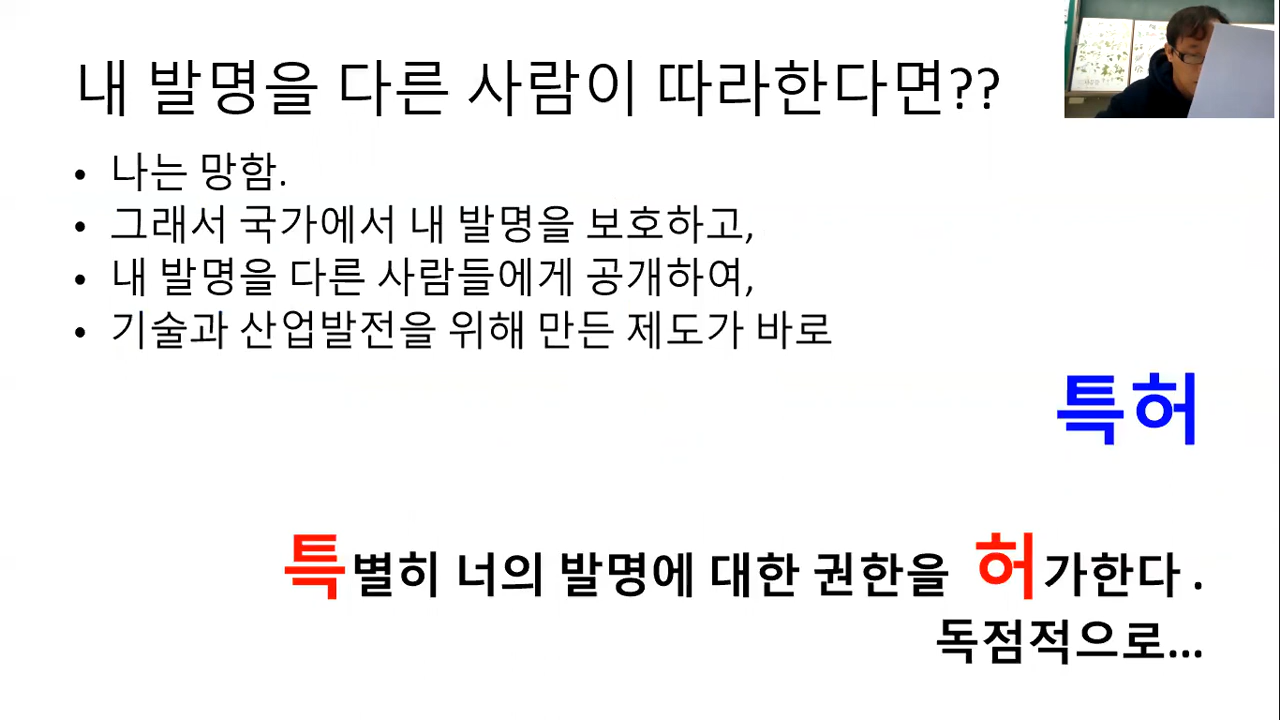 내 발명을 다른 사람이 따라한다면??
• 나는 망함.
• 그래서 국가에서 내 발명을 보호하고,
• 내 발명을 다른 사람들에게 공개하여,
• 기술과 산업발전을 위해 만든 제도가 바로
특허
특별히 너의 발명에 대한 권한을 허가한다.
독점적으로...